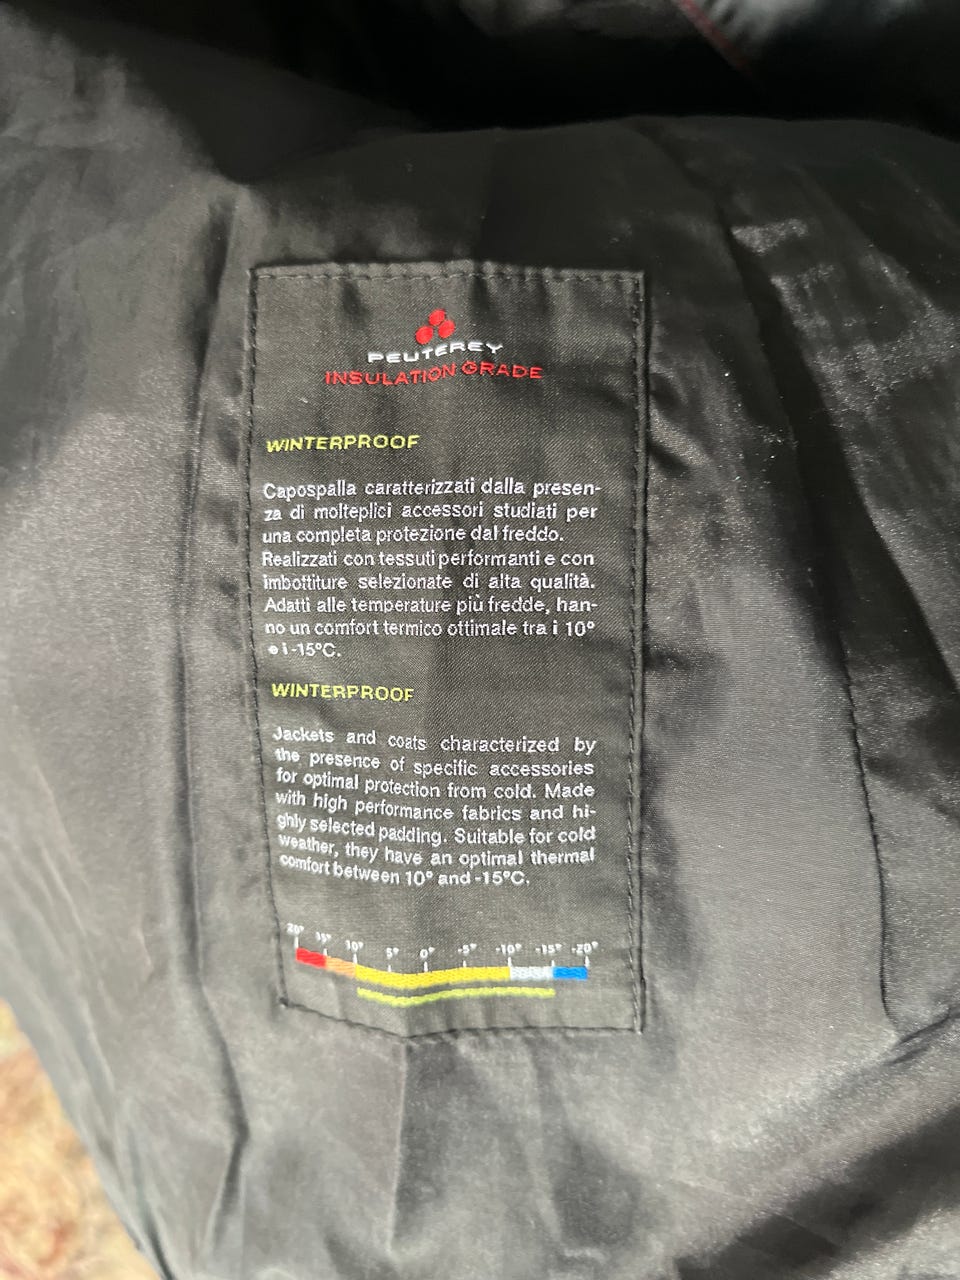 PEUTEREY
INSULATION GRADE
WINTERPROOF
Capospalla caratterizzati dalla presen-
za di molteplici accessori studiati per
una completa protezione dal freddo.
Realizzati con tessuti performanti e con
imbottiture selezionate di alta qualità.
Adatti alle temperature più fredde, han-
no un comfort termico ottimale tra i 10°
e i -15°C.
WINTERPROOF
Jackets and coats characterized by
the presence of specific accessories
for optimal protection from cold. Made
with high performance fabrics and hi-
ghly selected padding. Suitable for cold
weather, they have an optimal thermal
comfort between 10° and -15°C.
20° 15° 10° 5° 0° -5° -10° -15° -20°